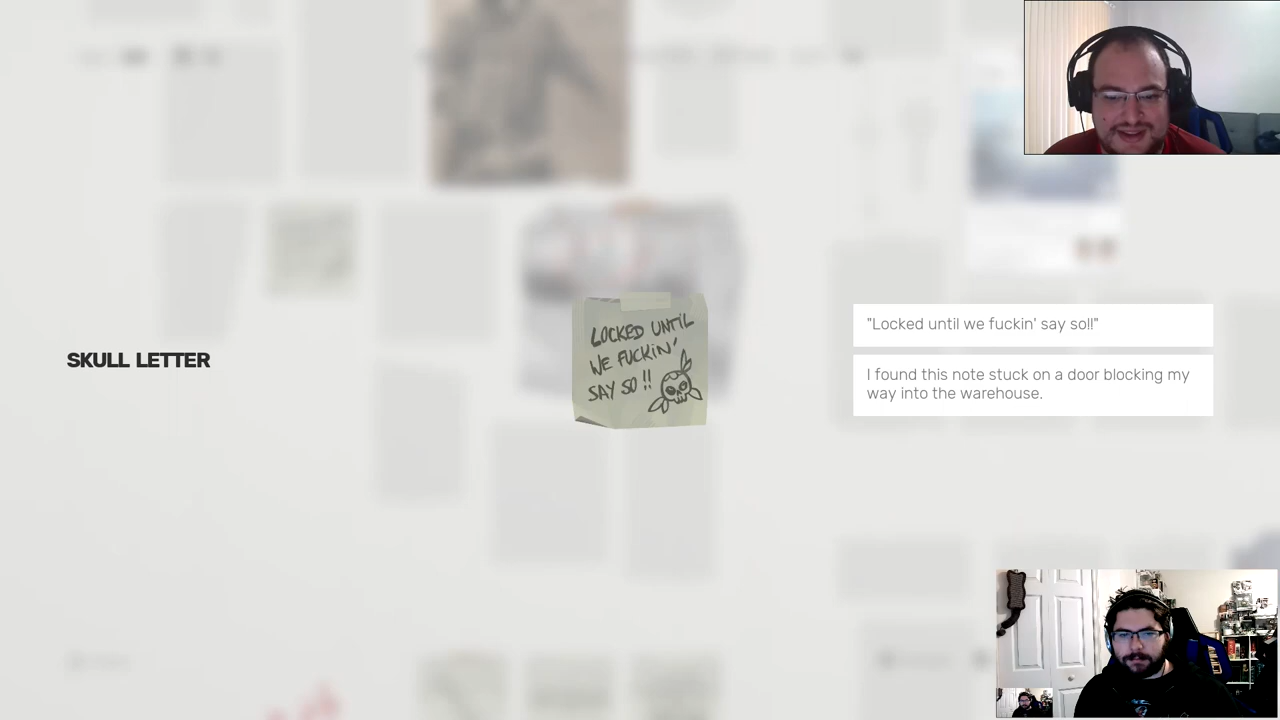 SKULL LETTER
LOCKED UNTIL
WE FUCKIN'
SAY SO!!
"Locked until we fuckin' say so!!"
I found this note stuck on a door blocking my
way into the warehouse.